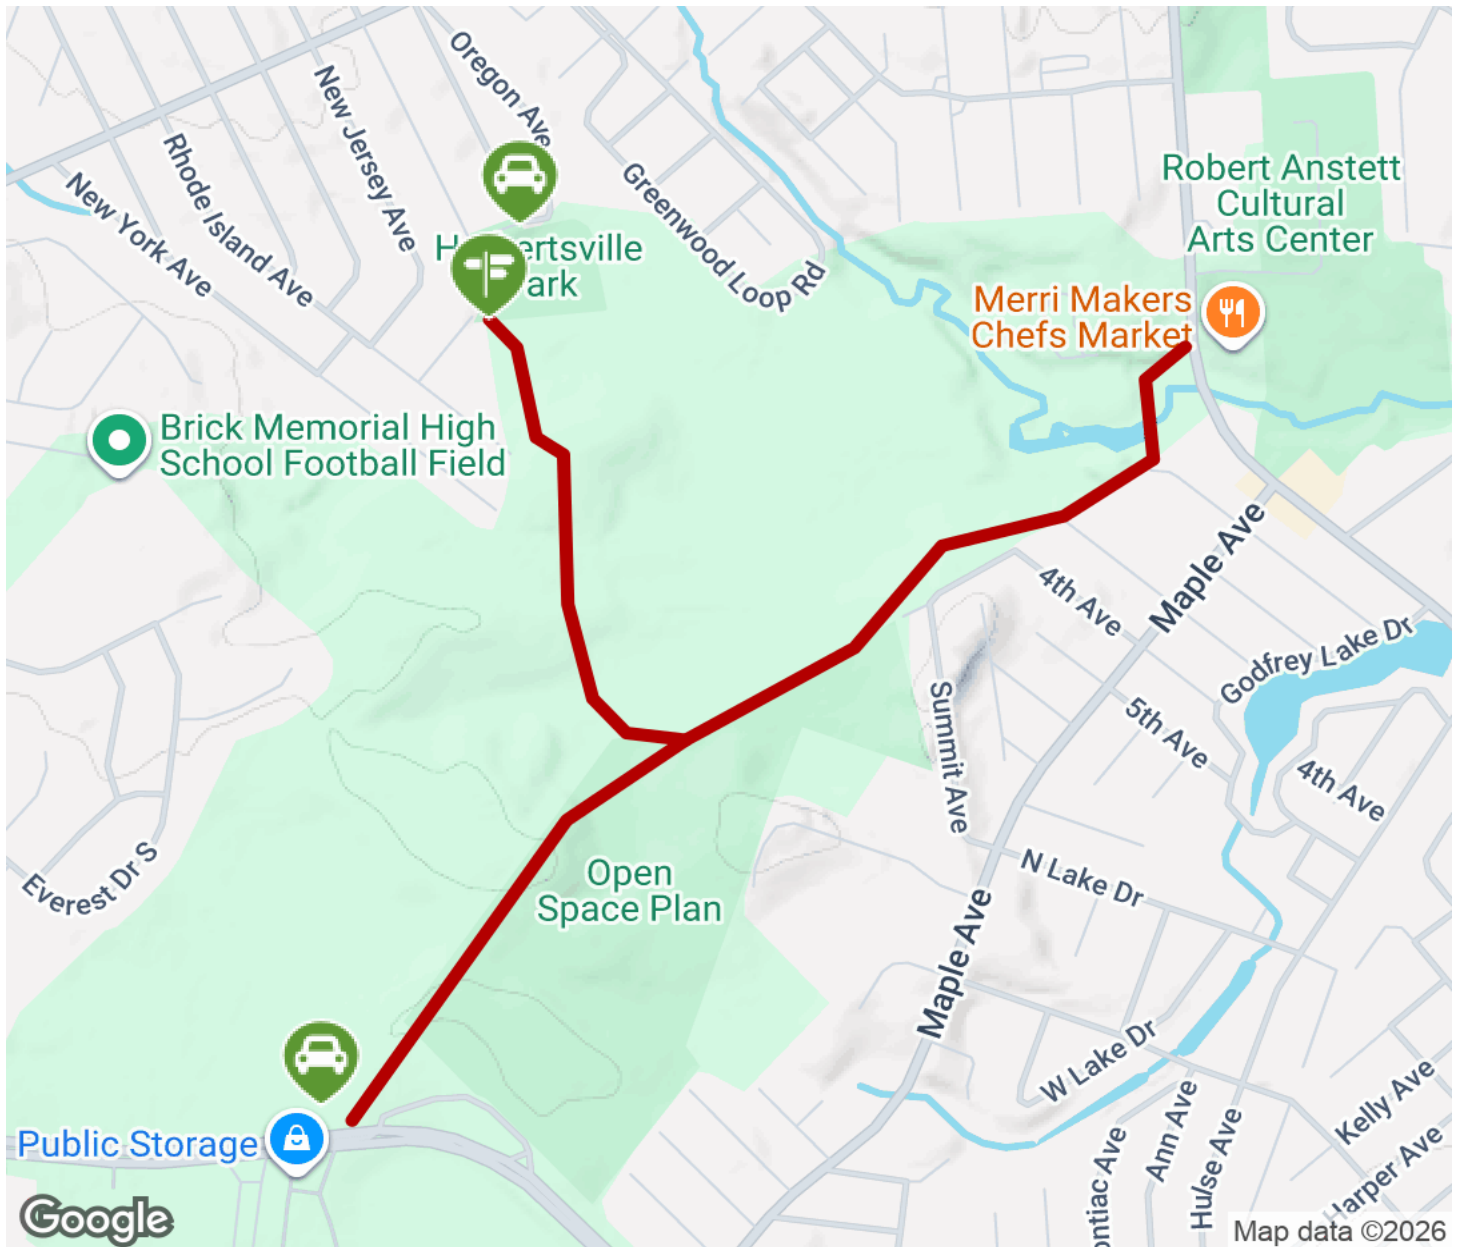 Oregon Ave
New Jersey Ave
Rhode Island Ave
New York Ave
Greenwood Loop Rd
Robert Anstett
Cultural
Arts Center
Merri Makers
Chefs Market
Brick Memorial High
School Football Field
Maple Ave
4th Ave
Godfrey Lake Dr
Summit Ave
5th Ave
4th Ave
Everest Dr S
Open
Space Plan
N Lake Dr
Maple Ave
W Lake Dr
Kelly Ave
Ann Ave
Hulse Ave
Harper Ave
Public Storage
Google
Map data ©2026